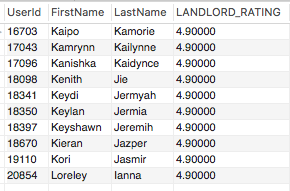 UserId FirstName LastName LANDLORD_RATING
16703 Kaipo Kamorie 4.90000
17043 Kamrynn Kailynne 4.90000
17096 Kanishka Kaidynce 4.90000
18098 Kenith Jie 4.90000
18341 Keydi Jermyah 4.90000
18350 Keylan Jermia 4.90000
18397 Keyshawn Jeremih 4.90000
18670 Kieran Jazper 4.90000
19110 Kori Jasmir 4.90000
20854 Loreley Ianna 4.90000